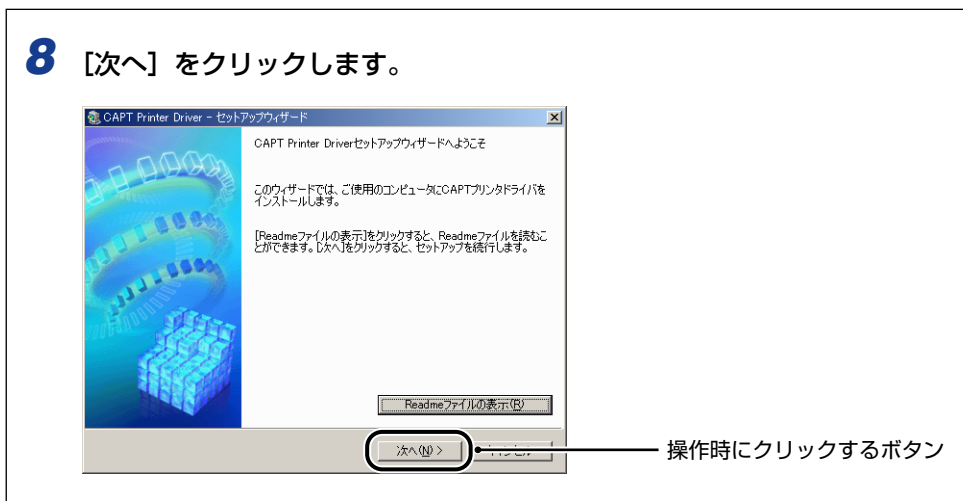 8 [次へ] をクリックします。
CAPT Printer Driver - セットアップウィザード
CAPT Printer Driverセットアップウィザードへようこそ
このウィザードでは、ご使用のコンピュータにCAPTプリンタドライバを
インストールします。
[Readmeファイルの表示]をクリックすると、Readmeファイルを読むこ
とができます。[次へ]をクリックすると、セットアップを続行します。
Readmeファイルの表示(R)
次へ(N) >
操作時にクリックするボタン